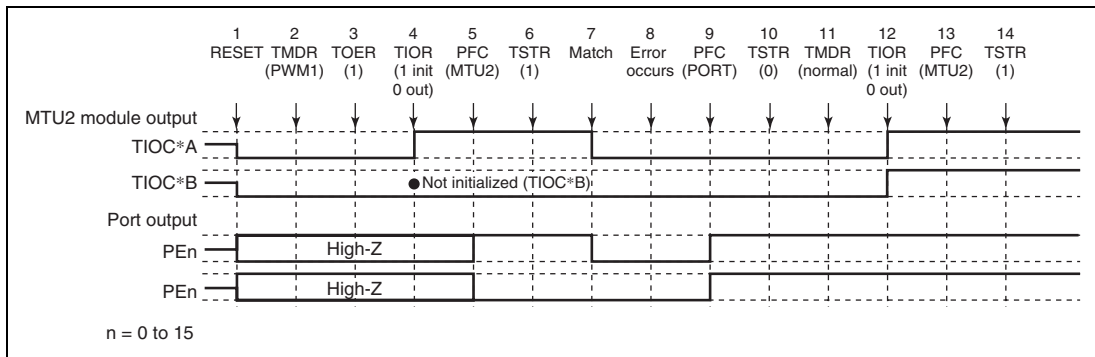 1 2 3 4 5 6 7 8 9 10 11 12 13 14
RESET TMDR TOER TIOR PFC TSTR Match Error PFC TSTR TMDR TIOR PFC TSTR
(PWM1) (1) (1 init (MTU2) (1) occurs (PORT) (0) (normal) (1 init (MTU2) (1)
0 out) 0 out)
MTU2 module output
TIOC*A
TIOC*B ● Not initialized (TIOC*B)
Port output
PEn High-Z
PEn High-Z
n = 0 to 15